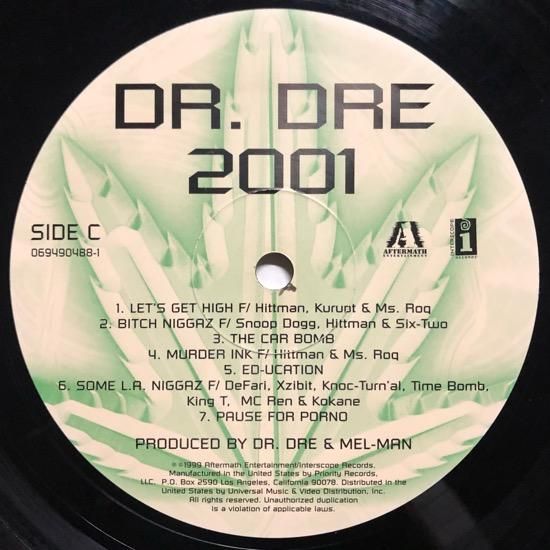 DR. DRE
2001
SIDE C
069490488-1
A
AFTERMATH
ENTERTAINMENT
INTERSCOPE
i
RECORDS
1. LET'S GET HIGH F/ Hittman, Kurupt & Ms. Roq
2. BITCH NIGGAZ F/ Snoop Dogg, Hittman & Six-Two
3. THE CAR BOMB
4. MURDER INK F/ Hittman & Ms. Roq
5. ED-UCATION
6. SOME L.A. NIGGAZ F/ DeFari, Xzibit, Knoc-Turn'al, Time Bomb,
King T, MC Ren & Kokane
7. PAUSE FOR PORNO
PRODUCED BY DR. DRE & MEL-MAN
℗ ©1999 Aftermath Entertainment/Interscope Records.
Manufactured in the United States by Priority Records,
LLC, P.O. Box 2590 Los Angeles, California 90078. Distributed in the
United States by Universal Music & Video Distribution, Inc.
All rights reserved. Unauthorized duplication
is a violation of applicable laws.